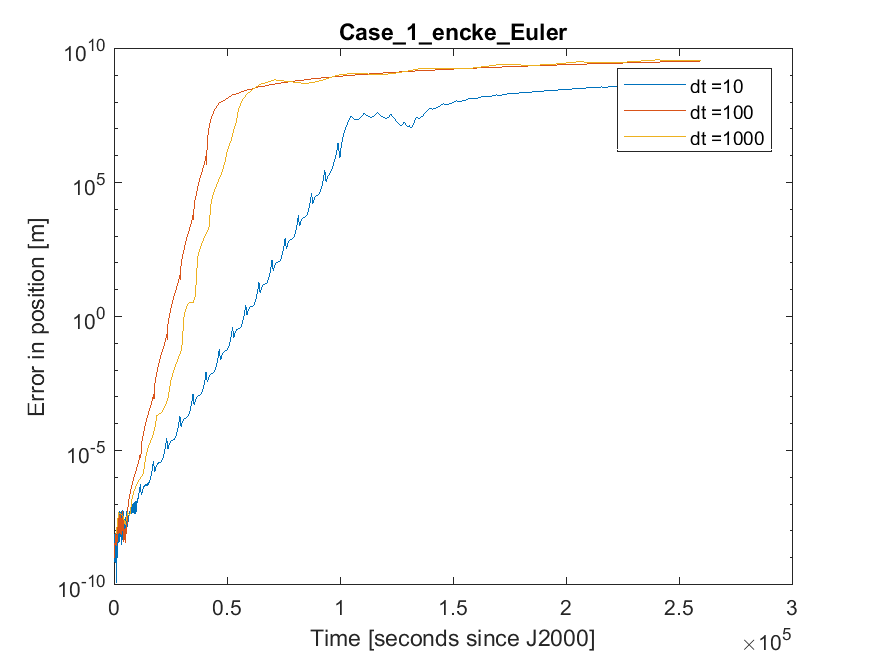 Case_1_encke_Euler
10^10
10^5
10^0
10^-5
10^-10
Error in position [m]
dt =10
dt =100
dt =1000
0 0.5 1 1.5 2 2.5 3
×10^5
Time [seconds since J2000]